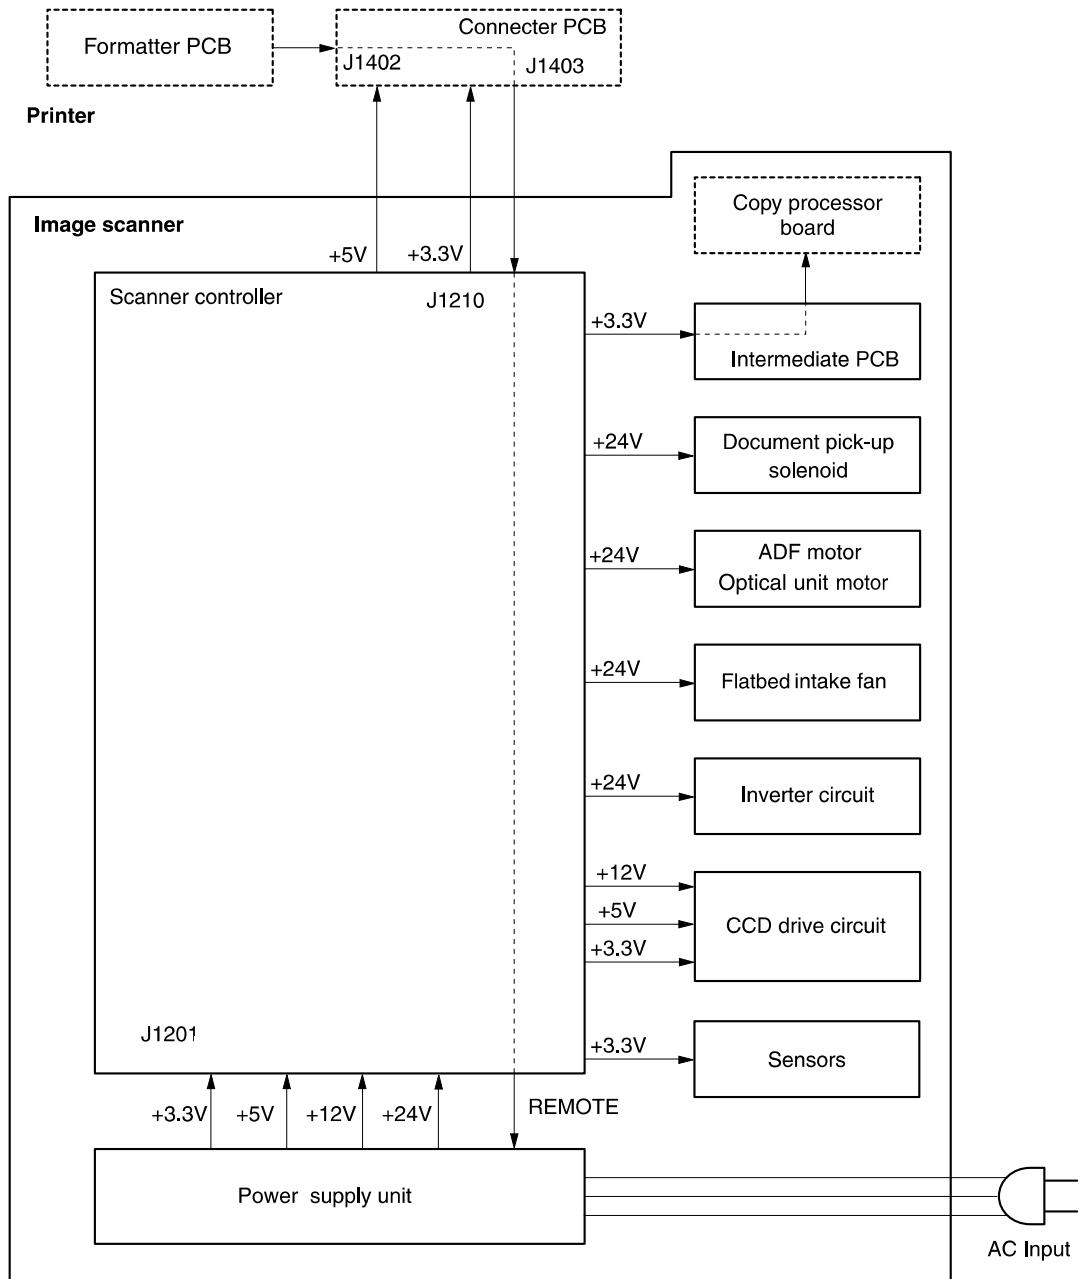 Formatter PCB
Connecter PCB
J1402
J1403
Printer
Image scanner
Copy processor
board
+5V
+3.3V
Scanner controller
J1210
+3.3V
Intermediate PCB
+24V
Document pick-up
solenoid
+24V
ADF motor
Optical unit motor
+24V
Flatbed intake fan
+24V
Inverter circuit
+12V
+5V
+3.3V
CCD drive circuit
J1201
+3.3V
Sensors
+3.3V
+5V
+12V
+24V
REMOTE
Power supply unit
AC Input